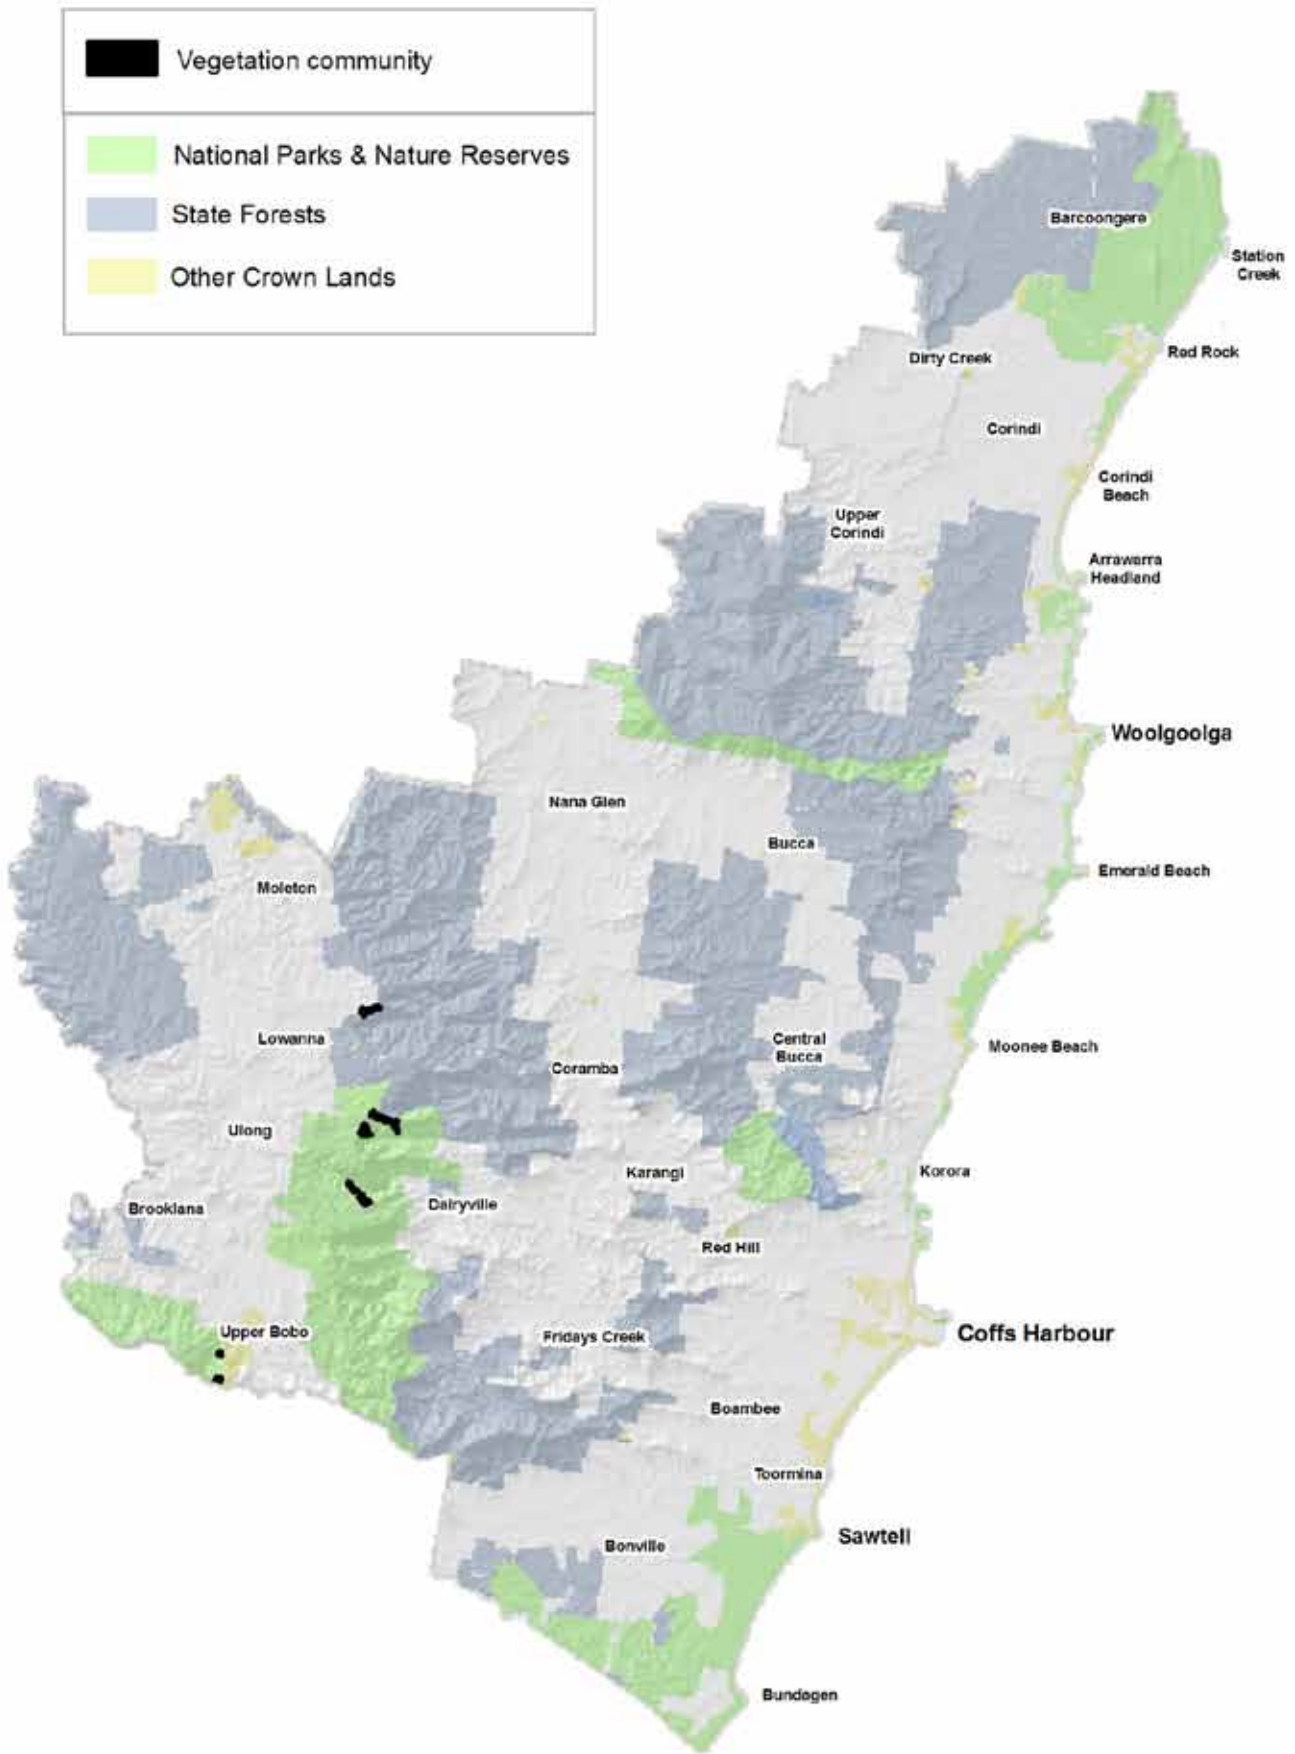 Vegetation community
National Parks & Nature Reserves
State Forests
Other Crown Lands
Barcoongere
Station
Creek
Dirty Creek
Red Rock
Corindi
Corindi
Beach
Upper
Corindi
Arrawarra
Headland
Woolgoolga
Nana Glen
Bucca
Emerald Beach
Moleton
Lowanna
Central
Bucca
Moonee Beach
Coramba
Ulong
Karangi
Korora
Brooklana
Dairyville
Red Hill
Upper Bobo
Fridays Creek
Coffs Harbour
Boambee
Toormina
Sawtell
Bonville
Bundagen